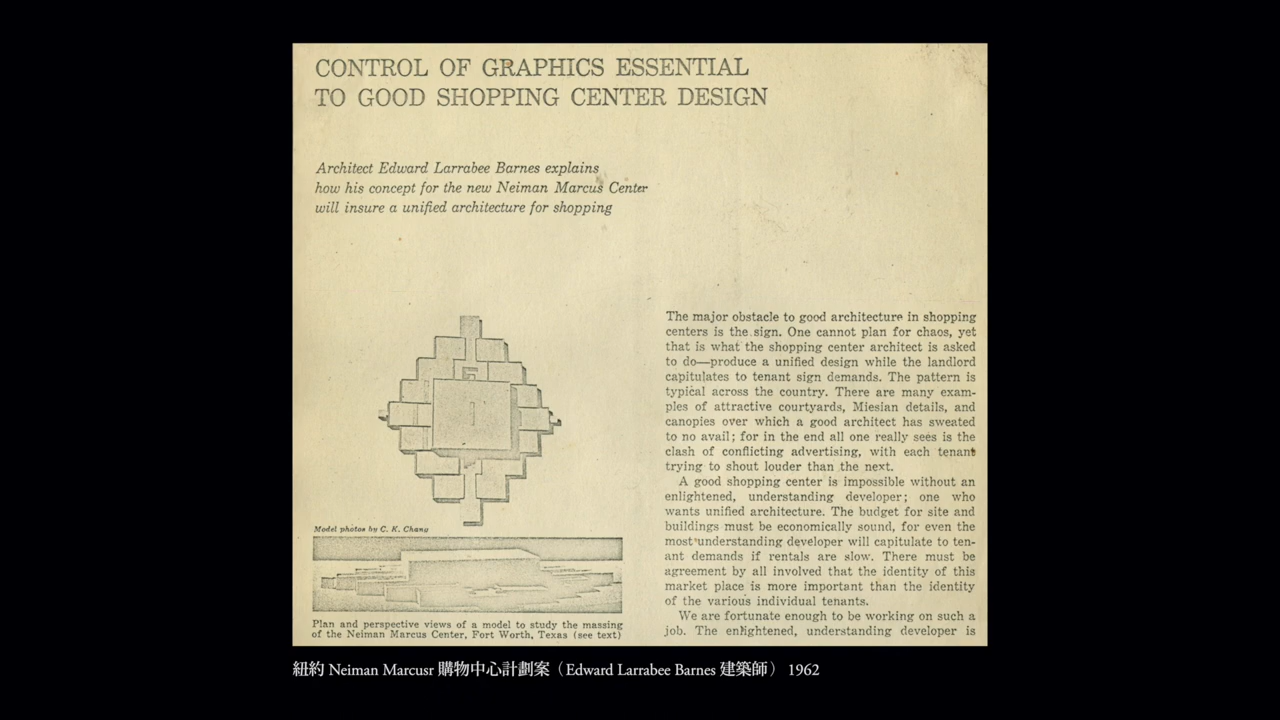 CONTROL OF GRAPHICS ESSENTIAL
TO GOOD SHOPPING CENTER DESIGN
Architect Edward Larrabee Barnes explains
how his concept for the new Neiman Marcus Center
will insure a unified architecture for shopping
Model photos by C. K. Chang
Plan and perspective views of a model to study the massing
of the Neiman Marcus Center, Fort Worth, Texas (see text)
The major obstacle to good architecture in shopping
centers is the sign. One cannot plan for chaos, yet
that is what the shopping center architect is asked
to do—produce a unified design while the landlord
capitulates to tenant sign demands. The pattern is
typical across the country. There are many exam-
ples of attractive courtyards, Miesian details, and
canopies over which a good architect has sweated
to no avail; for in the end all one really sees is the
clash of conflicting advertising, with each tenant
trying to shout louder than the next.
A good shopping center is impossible without an
enlightened, understanding developer; one who
wants unified architecture. The budget for site and
buildings must be economically sound, for even the
most understanding developer will capitulate to ten-
ant demands if rentals are slow. There must be
agreement by all involved that the identity of this
market place is more important than the identity
of the various individual tenants.
We are fortunate enough to be working on such a
job. The enlightened, understanding developer is
紐約 Neiman Marcusr 購物中心計劃案（Edward Larrabee Barnes 建築師） 1962